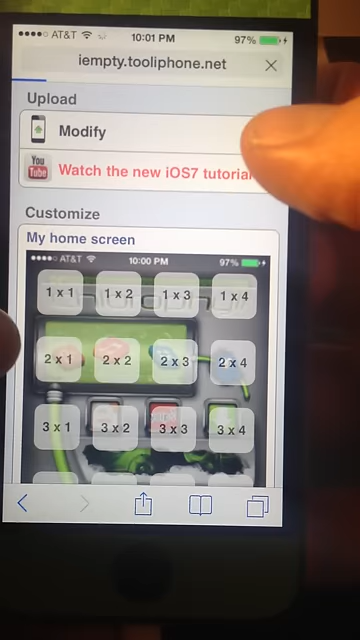 AT&T 10:01 PM 97%
iempty.tooliphone.net
Upload
Modify
You Tube Watch the new iOS7 tutorial
Customize
My home screen
AT&T 10:00 PM 97%
1 x 1 1 x 2 1 x 3 1 x 4
2 x 1 2 x 2 2 x 3 2 x 4
3 x 1 3 x 2 3 x 3 3 x 4